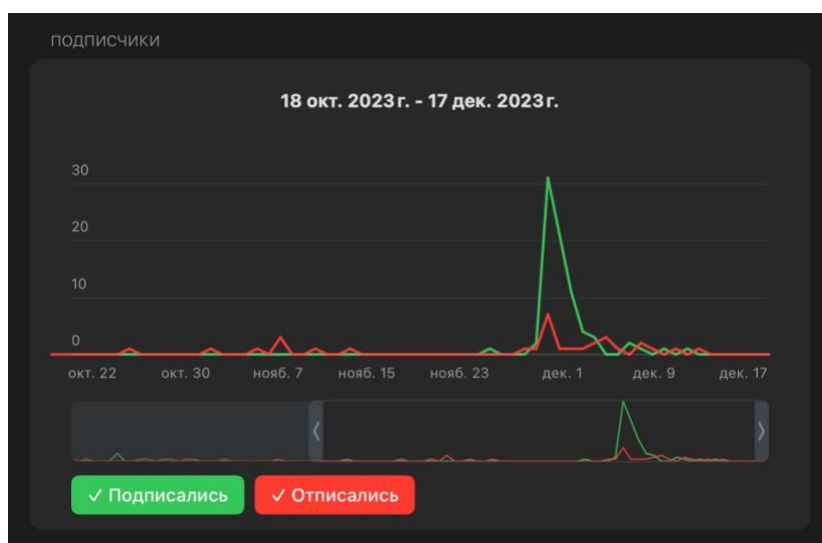 ПОДПИСЧИКИ
18 окт. 2023 г. - 17 дек. 2023 г.
30
20
10
0
окт. 22 окт. 30 нояб. 7 нояб. 15 нояб. 23 дек. 1 дек. 9 дек. 17
✓ Подписались ✓ Отписались